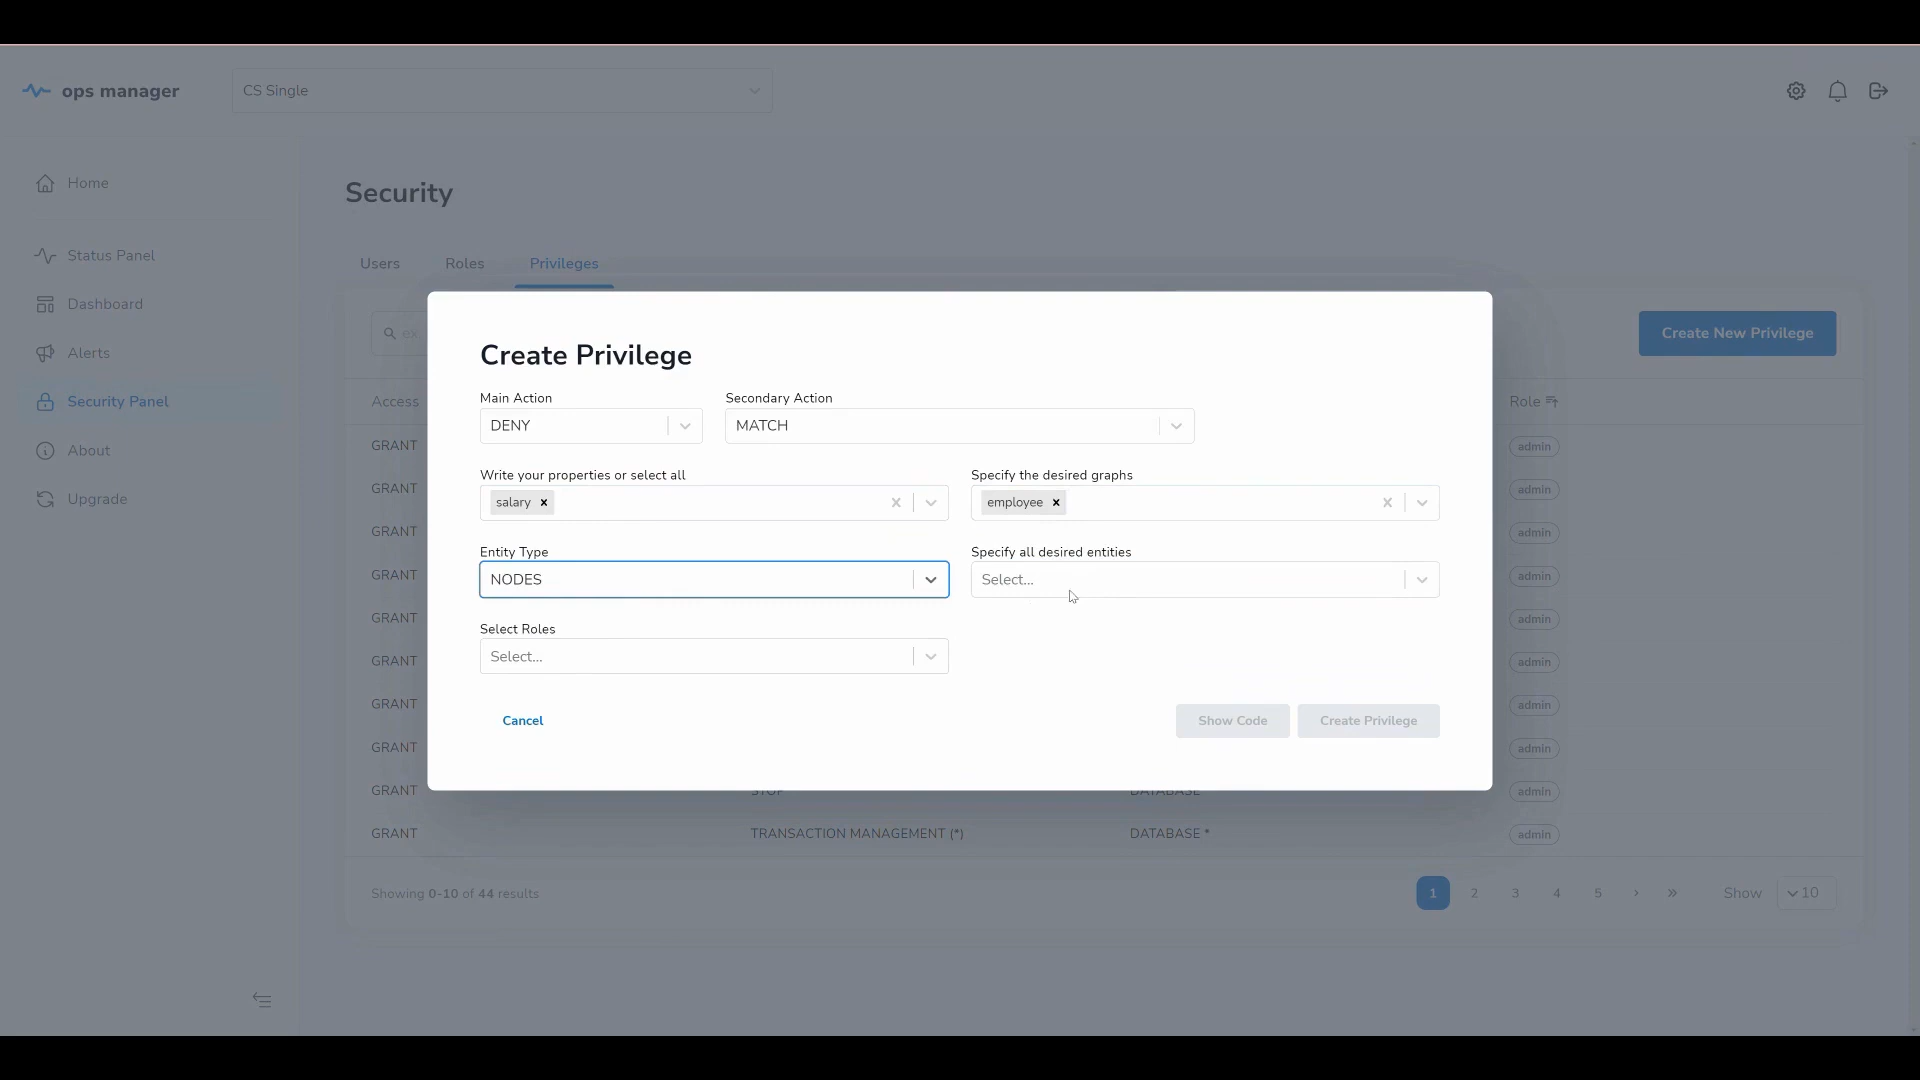 ops manager
CS Single
Home
Status Panel
Dashboard
Alerts
Security Panel
About
Upgrade
Security
Users Roles Privileges
ex
Create New Privilege
Access Role
GRANT admin
GRANT admin
GRANT admin
GRANT admin
GRANT admin
GRANT admin
GRANT admin
GRANT admin
GRANT STOP DATABASE admin
GRANT TRANSACTION MANAGEMENT (*) DATABASE * admin
Showing 0-10 of 44 results
1 2 3 4 5 › » Show 10
Create Privilege
Main Action Secondary Action
DENY MATCH
Write your properties or select all Specify the desired graphs
salary employee
Entity Type Specify all desired entities
NODES Select...
Select Roles
Select...
Cancel Show Code Create Privilege